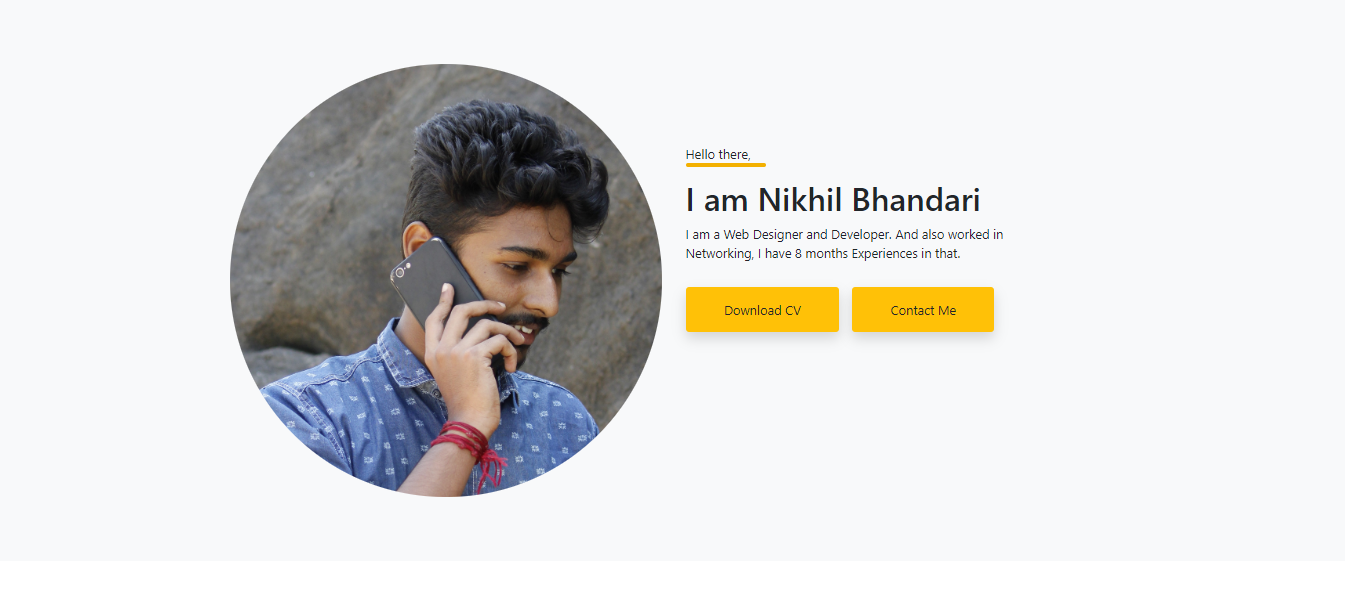 Hello there,
I am Nikhil Bhandari
I am a Web Designer and Developer. And also worked in
Networking, I have 8 months Experiences in that.
Download CV
Contact Me